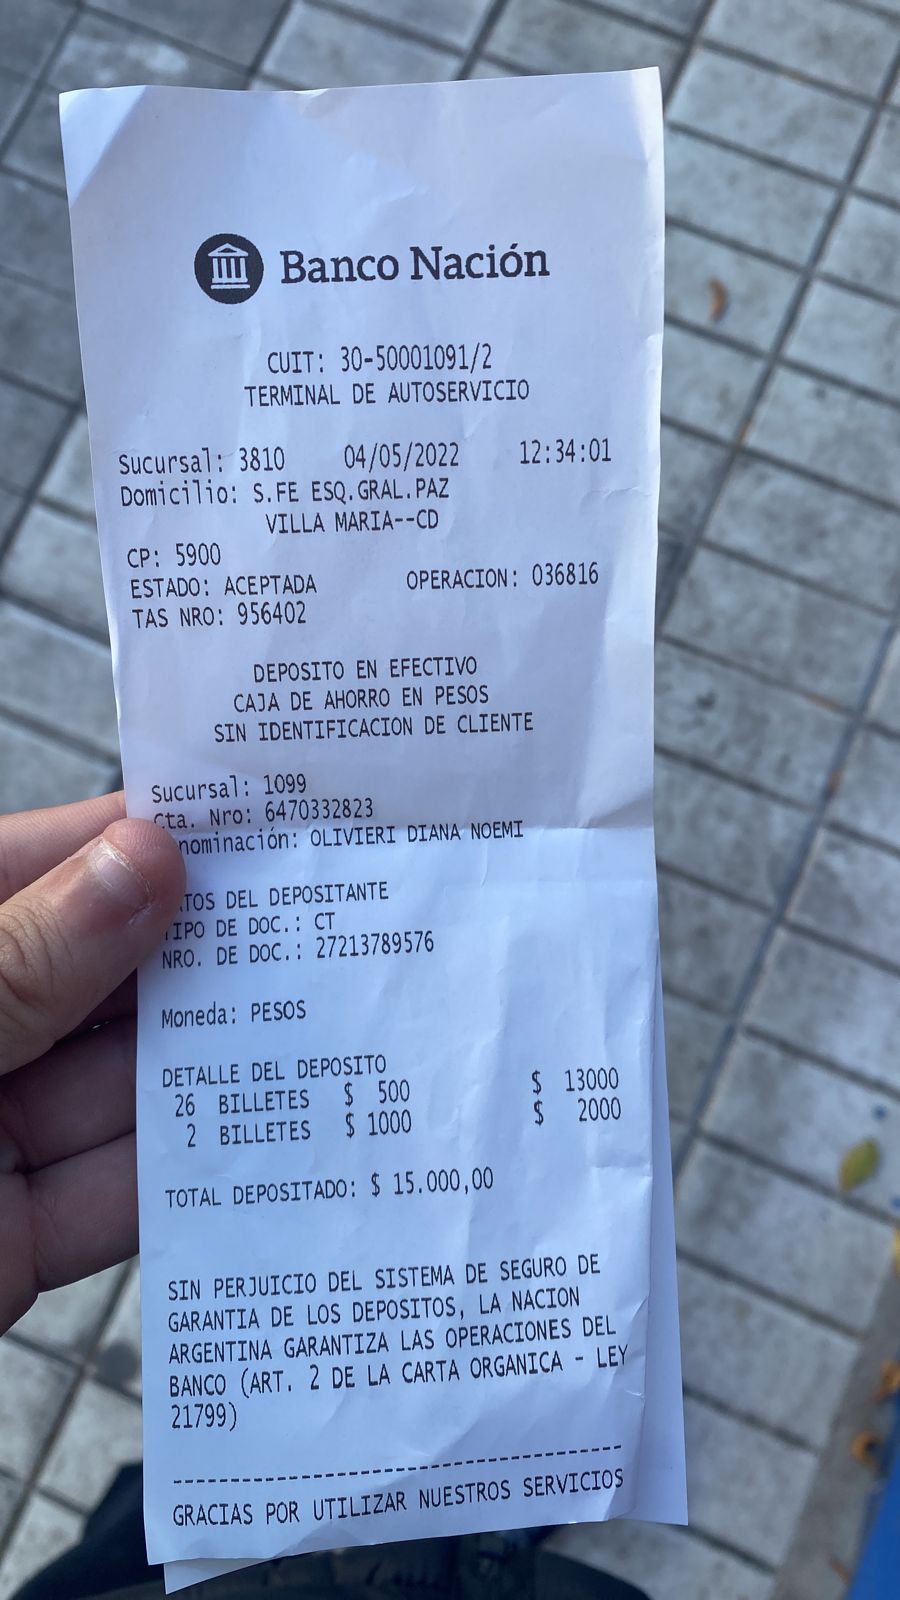 Banco Nación
CUIT: 30-50001091/2
TERMINAL DE AUTOSERVICIO
Sucursal: 3810 04/05/2022 12:34:01
Domicilio: S.FE ESQ.GRAL.PAZ
VILLA MARIA--CD
CP: 5900
ESTADO: ACEPTADA OPERACION: 036816
TAS NRO: 956402
DEPOSITO EN EFECTIVO
CAJA DE AHORRO EN PESOS
SIN IDENTIFICACION DE CLIENTE
Sucursal: 1099
Cta. Nro: 6470332823
nominación: OLIVIERI DIANA NOEMI
TOS DEL DEPOSITANTE
TIPO DE DOC.: CT
NRO. DE DOC.: 27213789576
Moneda: PESOS
DETALLE DEL DEPOSITO
26 BILLETES $ 500 $ 13000
2 BILLETES $ 1000 $ 2000
TOTAL DEPOSITADO: $ 15.000,00
SIN PERJUICIO DEL SISTEMA DE SEGURO DE
GARANTIA DE LOS DEPOSITOS, LA NACION
ARGENTINA GARANTIZA LAS OPERACIONES DEL
BANCO (ART. 2 DE LA CARTA ORGANICA - LEY
21799)
----------------------------------------
GRACIAS POR UTILIZAR NUESTROS SERVICIOS